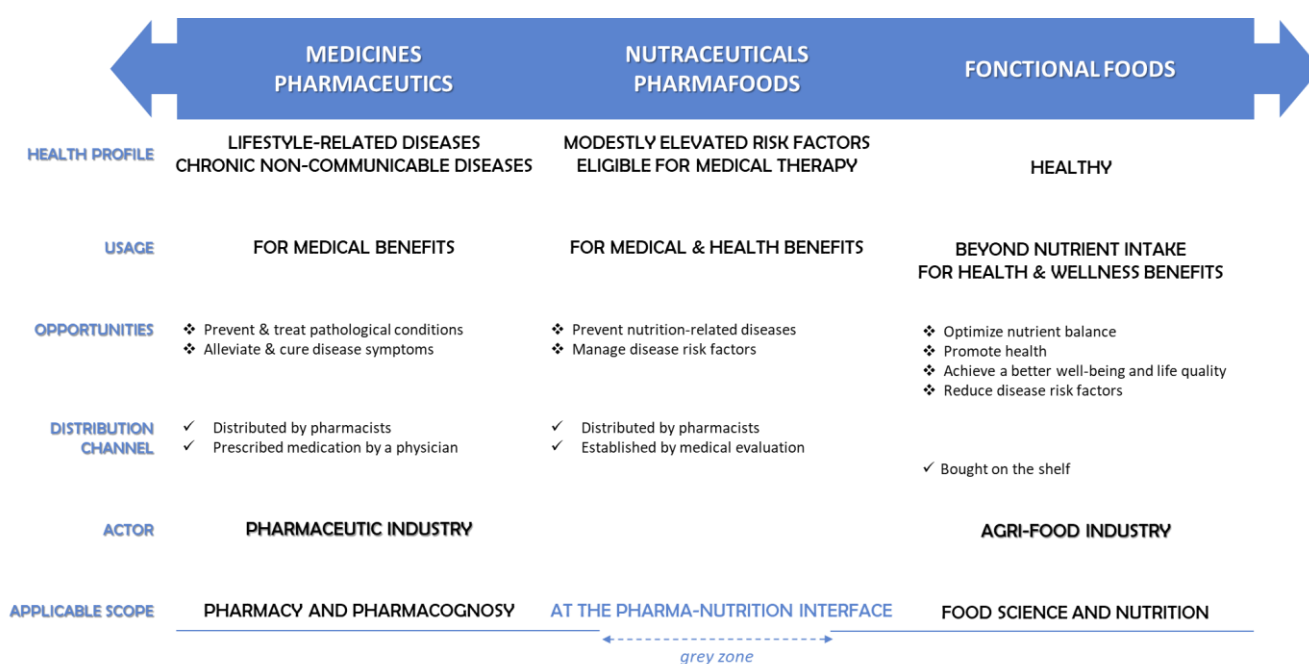 MEDICINES
PHARMACEUTICS
NUTRACEUTICALS
PHARMAFOODS
FONCTIONAL FOODS
HEALTH PROFILE
LIFESTYLE-RELATED DISEASES
CHRONIC NON-COMMUNICABLE DISEASES
MODESTLY ELEVATED RISK FACTORS
ELIGIBLE FOR MEDICAL THERAPY
HEALTHY
USAGE
FOR MEDICAL BENEFITS
FOR MEDICAL & HEALTH BENEFITS
BEYOND NUTRIENT INTAKE
FOR HEALTH & WELLNESS BENEFITS
OPPORTUNITIES
❖ Prevent & treat pathological conditions
❖ Alleviate & cure disease symptoms
❖ Prevent nutrition-related diseases
❖ Manage disease risk factors
❖ Optimize nutrient balance
❖ Promote health
❖ Achieve a better well-being and life quality
❖ Reduce disease risk factors
DISTRIBUTION
CHANNEL
✓ Distributed by pharmacists
✓ Prescribed medication by a physician
✓ Distributed by pharmacists
✓ Established by medical evaluation
✓ Bought on the shelf
ACTOR
PHARMACEUTIC INDUSTRY
AGRI-FOOD INDUSTRY
APPLICABLE SCOPE
PHARMACY AND PHARMACOGNOSY
AT THE PHARMA-NUTRITION INTERFACE
FOOD SCIENCE AND NUTRITION
grey zone